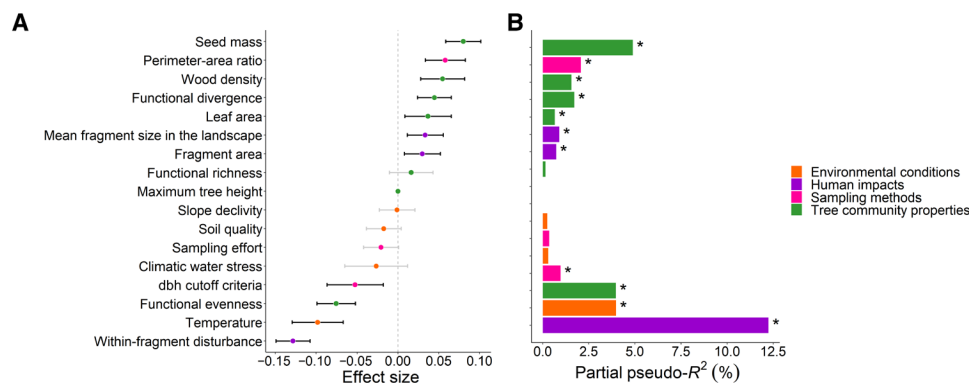 A
B
Seed mass
Perimeter-area ratio
Wood density
Functional divergence
Leaf area
Mean fragment size in the landscape
Fragment area
Functional richness
Maximum tree height
Slope declivity
Soil quality
Sampling effort
Climatic water stress
dbh cutoff criteria
Functional evenness
Temperature
Within-fragment disturbance
−0.15 −0.10 −0.05 0.00 0.05 0.10
Effect size
* 
*
*
*
*
*
*
*
*
*
*
0.0 2.5 5.0 7.5 10.0 12.5
Partial pseudo-R² (%)
Environmental conditions
Human impacts
Sampling methods
Tree community properties